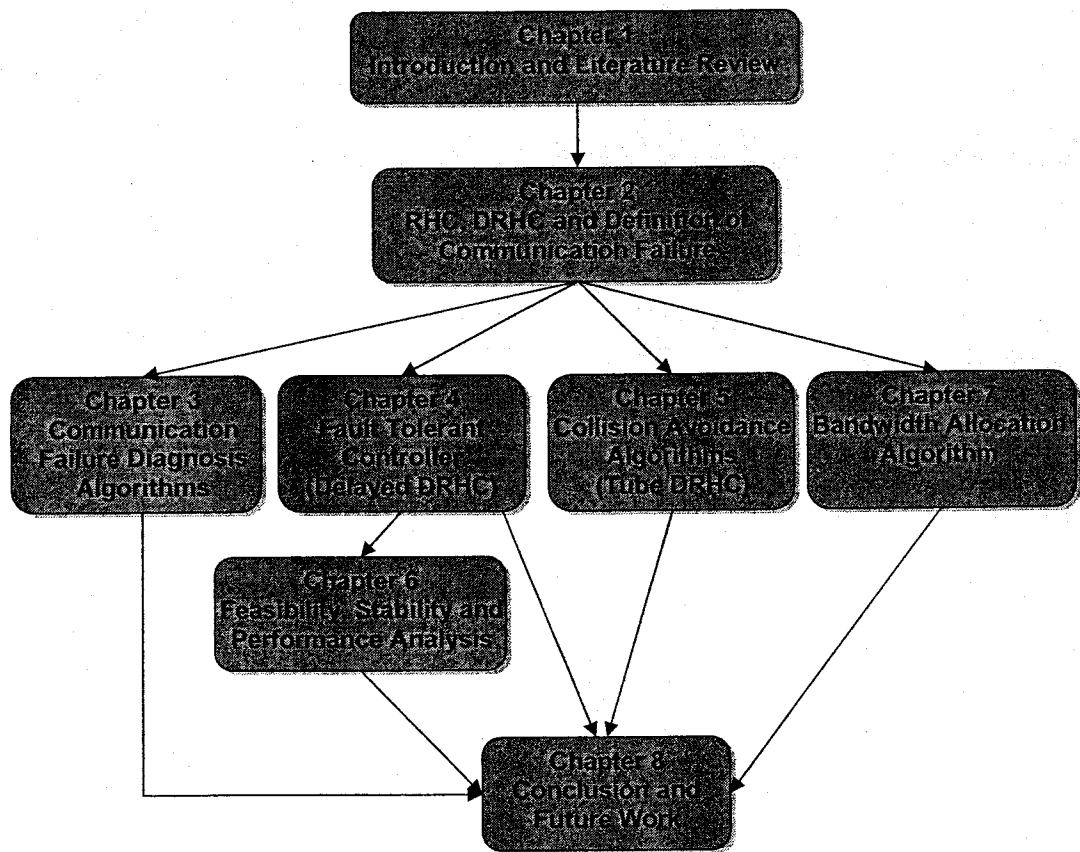 Chapter 1
Introduction and Literature Review
Chapter 2
RHC, DRHC and Definition of
Communication Failure
Chapter 3
Communication
Failure Diagnosis
Algorithms
Chapter 4
Fault Tolerant
Controller
(Delayed DRHC)
Chapter 5
Collision Avoidance
Algorithms
(Tube DRHC)
Chapter 7
Bandwidth Allocation
Algorithm
Chapter 6
Feasibility, Stability and
Performance Analysis
Chapter 8
Conclusion and
Future Work